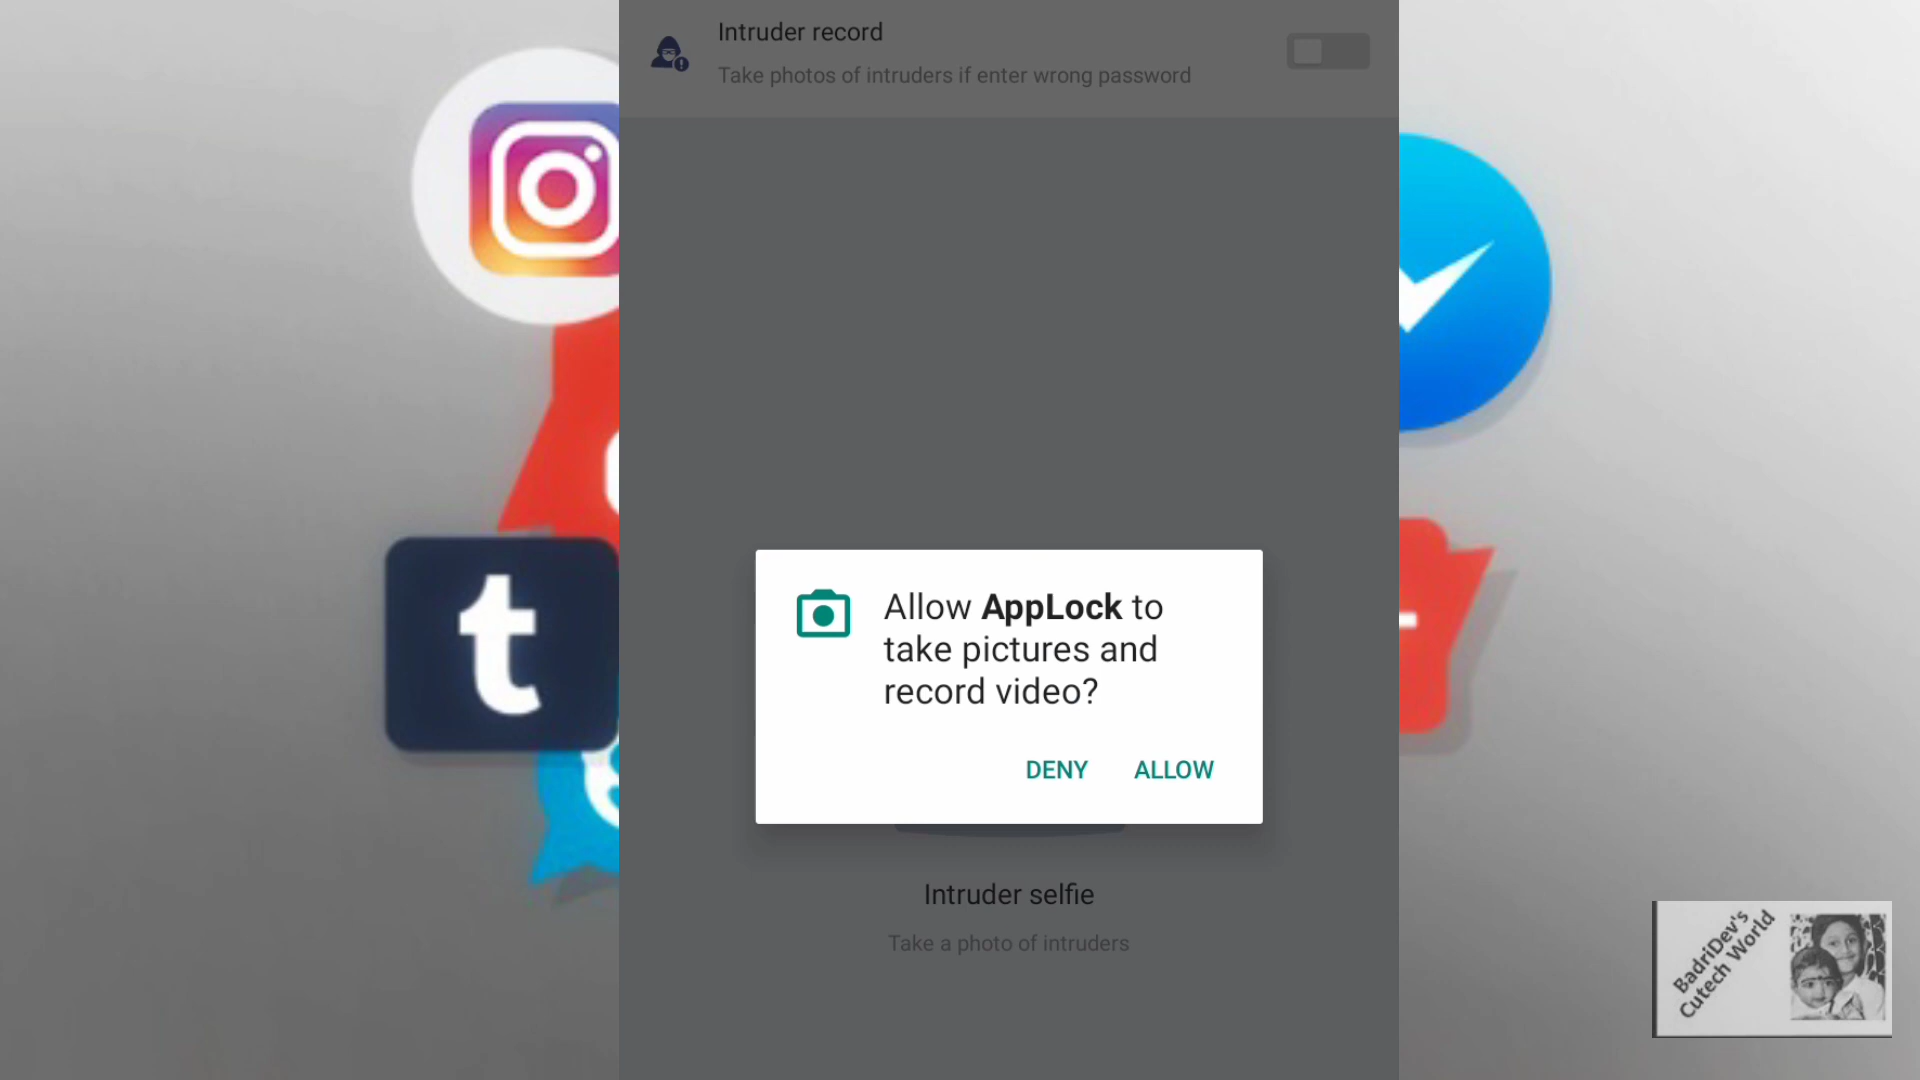 Intruder record
Take photos of intruders if enter wrong password
t
Allow AppLock to
take pictures and
record video?
DENY ALLOW
Intruder selfie
Take a photo of intruders
BadriDev's
Cutech World